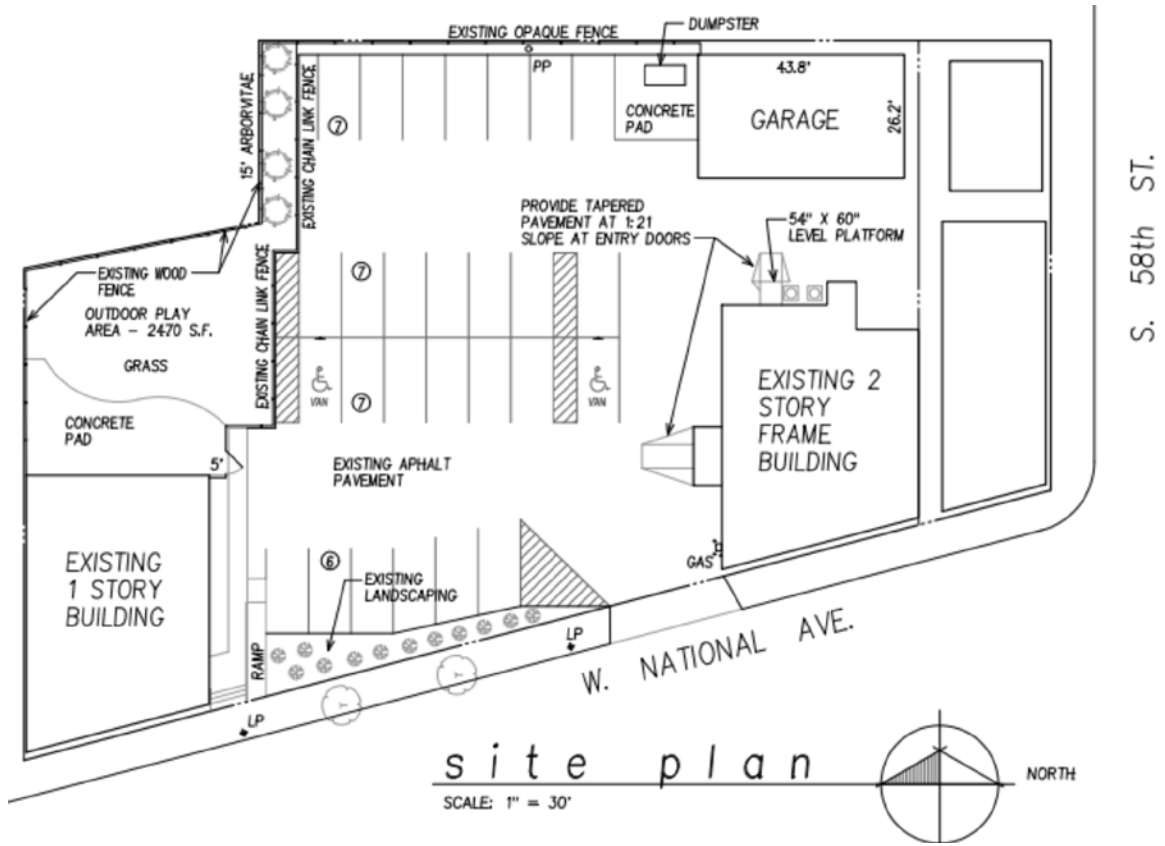 EXISTING OPAQUE FENCE
DUMPSTER
PP
43.8'
26.2'
GARAGE
CONCRETE
PAD
15' ARBORVITAE
EXISTING CHAIN LINK FENCE
7
S. 58th ST.
PROVIDE TAPERED
PAVEMENT AT 1:21
SLOPE AT ENTRY DOORS
54" X 60"
LEVEL PLATFORM
EXISTING WOOD
FENCE
OUTDOOR PLAY
AREA - 2470 S.F.
GRASS
EXISTING CHAIN LINK FENCE
7
VAN
7
VAN
EXISTING 2
STORY
FRAME
BUILDING
CONCRETE
PAD
5'
EXISTING APHALT
PAVEMENT
EXISTING
1 STORY
BUILDING
6
EXISTING
LANDSCAPING
GAS
RAMP
LP
LP
T
T
W. NATIONAL AVE.
site plan
SCALE: 1" = 30'
NORTH